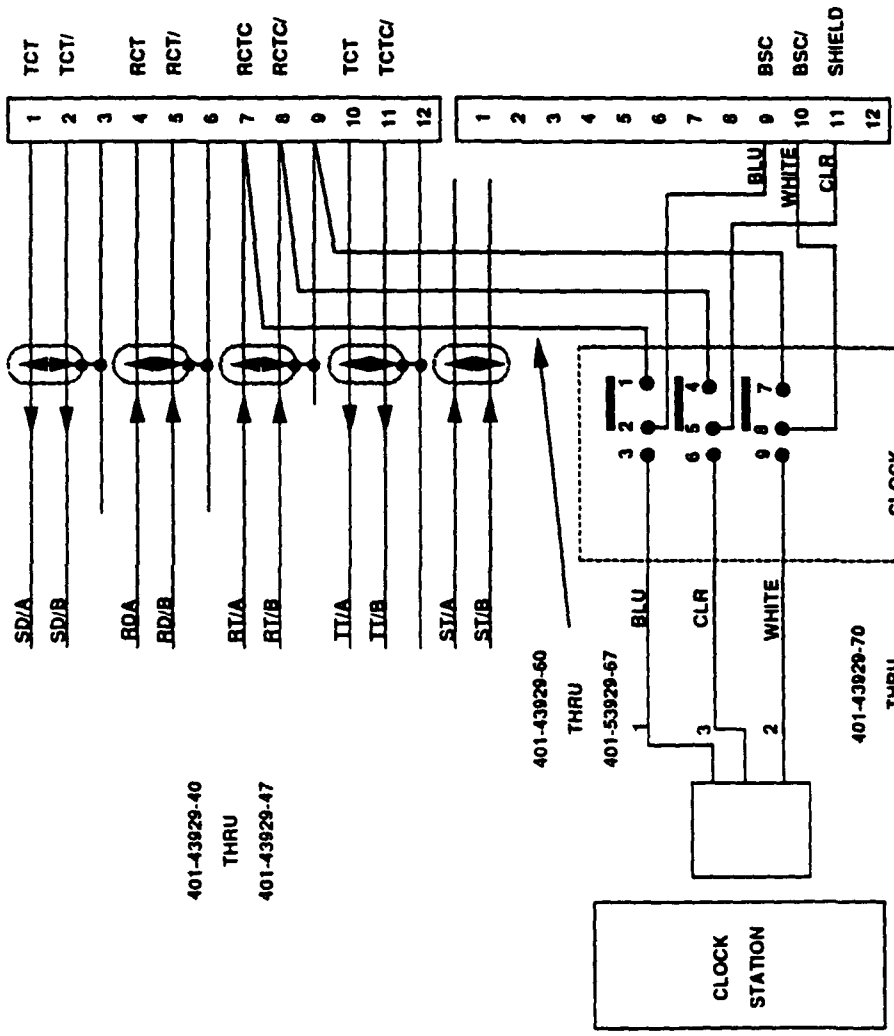 TCT
TCT/
RCT
RCT/
RCTC
RCTC/
TCT
TCTC/
1
2
3
4
5
6
7
8
9
10
11
12
BSC
BSC/
SHIELD
1
2
3
4
5
6
7
8
9
10
11
12
BLU
WHITE
CLR
SD/A
SD/B
RDA
RD/B
RT/A
RT/B
TT/A
TT/B
ST/A
ST/B
3 2 1
6 5 4
9 8 7
CLOCK
BLU
CLR
WHITE
1
3
2
401-43929-60
THRU
401-53929-67
401-43929-70
THRU
401-43929-40
THRU
401-43929-47
CLOCK
STATION